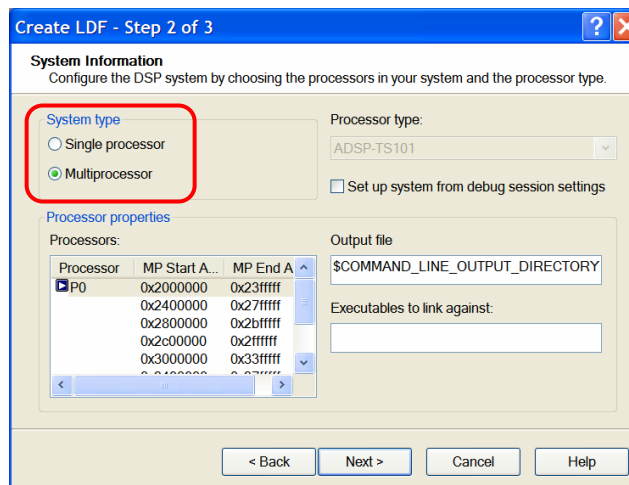 Create LDF - Step 2 of 3
System Information
Configure the DSP system by choosing the processors in your system and the processor type.
System type
Single processor
Multiprocessor
Processor type:
ADSP-TS101
Set up system from debug session settings
Processor properties
Processors:
Processor MP Start A... MP End A
P0 0x2000000 0x23fffff
0x2400000 0x27fffff
0x2800000 0x2bfffff
0x2c00000 0x2ffffff
0x3000000 0x33fffff
Output file
$COMMAND_LINE_OUTPUT_DIRECTORY
Executables to link against:
< Back
Next >
Cancel
Help